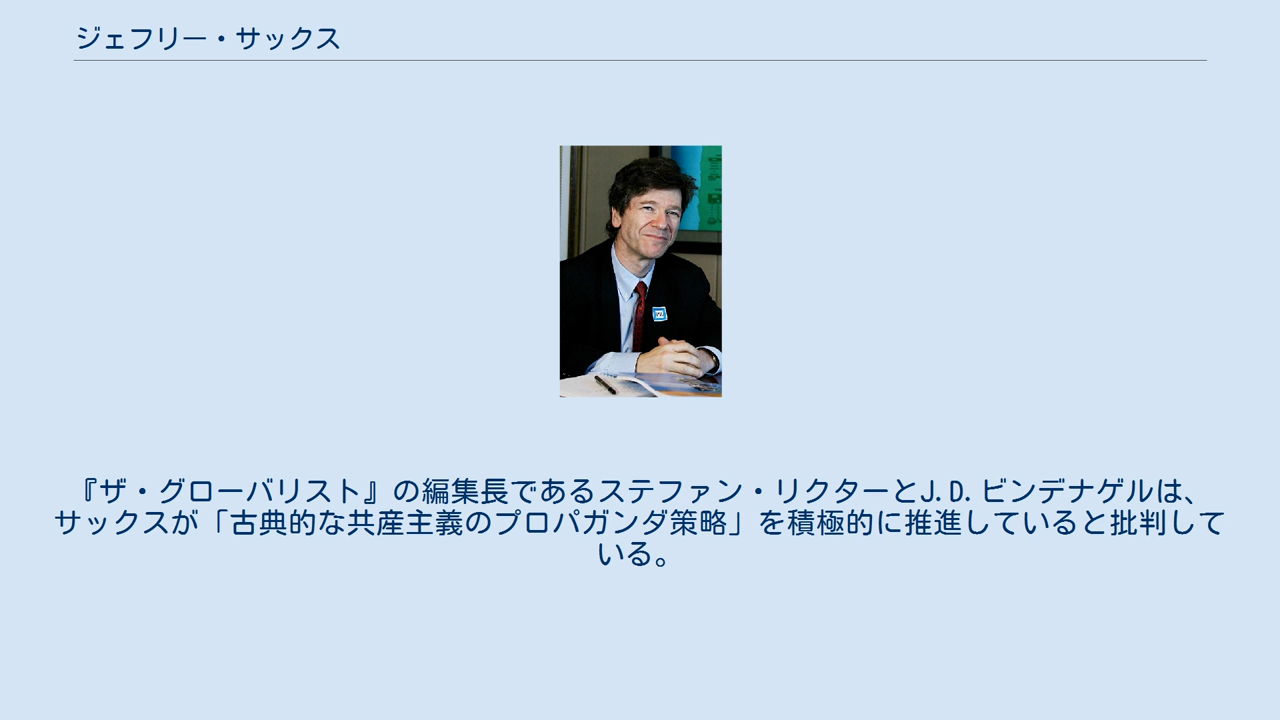 ジェフリー・サックス
『ザ・グローバリスト』の編集長であるステファン・リクターとJ.D.ビンデナゲルは、
サックスが「古典的な共産主義のプロパガンダ策略」を積極的に推進していると批判して
いる。